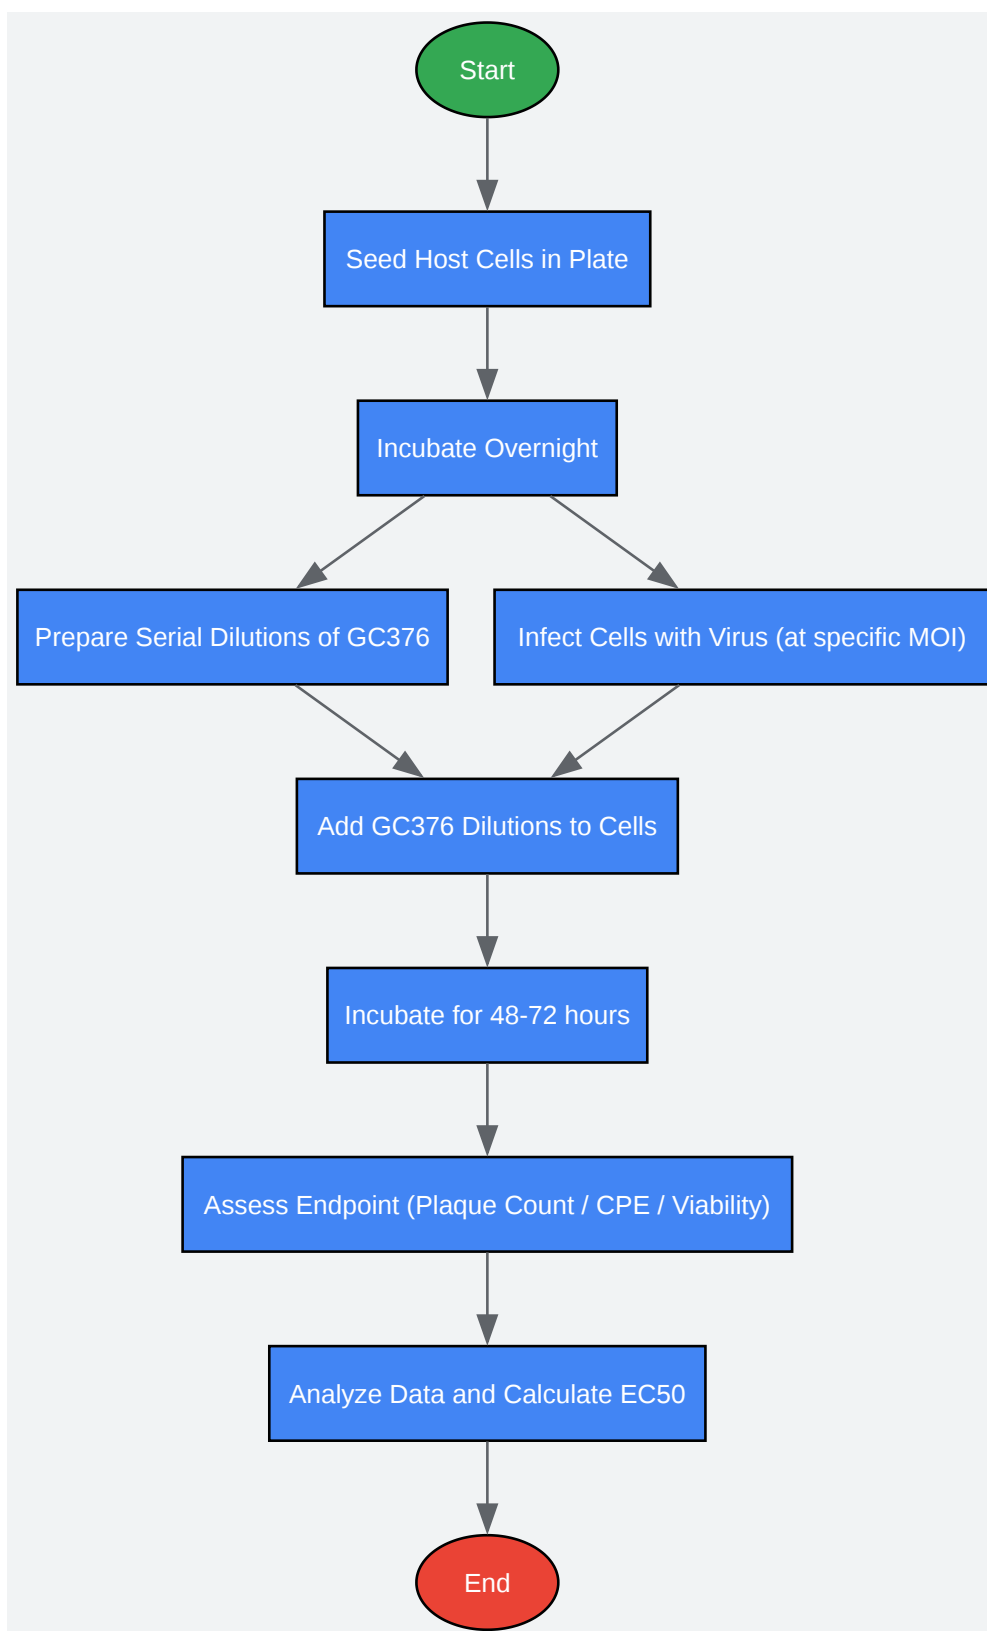 Start
Seed Host Cells in Plate
Incubate Overnight
Prepare Serial Dilutions of GC376
Infect Cells with Virus (at specific MOI)
Add GC376 Dilutions to Cells
Incubate for 48-72 hours
Assess Endpoint (Plaque Count / CPE / Viability)
Analyze Data and Calculate EC50
End